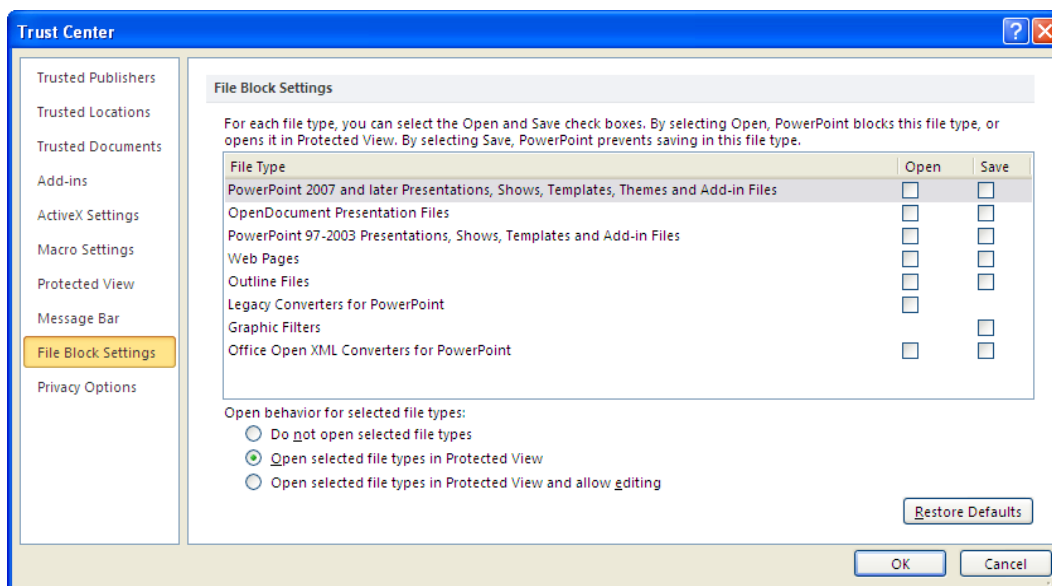 Trust Center
Trusted Publishers
Trusted Locations
Trusted Documents
Add-ins
ActiveX Settings
Macro Settings
Protected View
Message Bar
File Block Settings
Privacy Options
File Block Settings
For each file type, you can select the Open and Save check boxes. By selecting Open, PowerPoint blocks this file type, or
opens it in Protected View. By selecting Save, PowerPoint prevents saving in this file type.
File Type Open Save
PowerPoint 2007 and later Presentations, Shows, Templates, Themes and Add-in Files
OpenDocument Presentation Files
PowerPoint 97-2003 Presentations, Shows, Templates and Add-in Files
Web Pages
Outline Files
Legacy Converters for PowerPoint
Graphic Filters
Office Open XML Converters for PowerPoint
Open behavior for selected file types:
Do not open selected file types
Open selected file types in Protected View
Open selected file types in Protected View and allow editing
Restore Defaults
OK Cancel